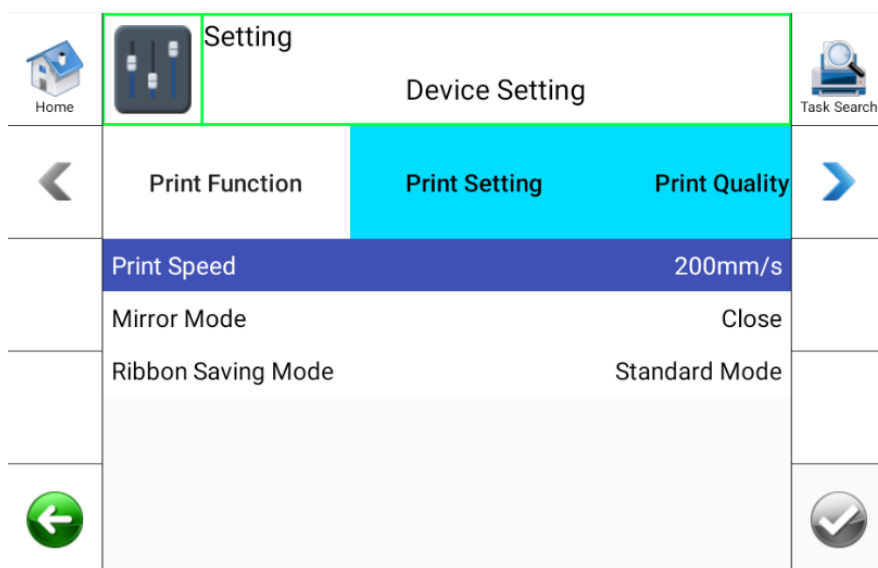 Setting
Device Setting
Home
Task Search
Print Function Print Setting Print Quality
Print Speed 200mm/s
Mirror Mode Close
Ribbon Saving Mode Standard Mode